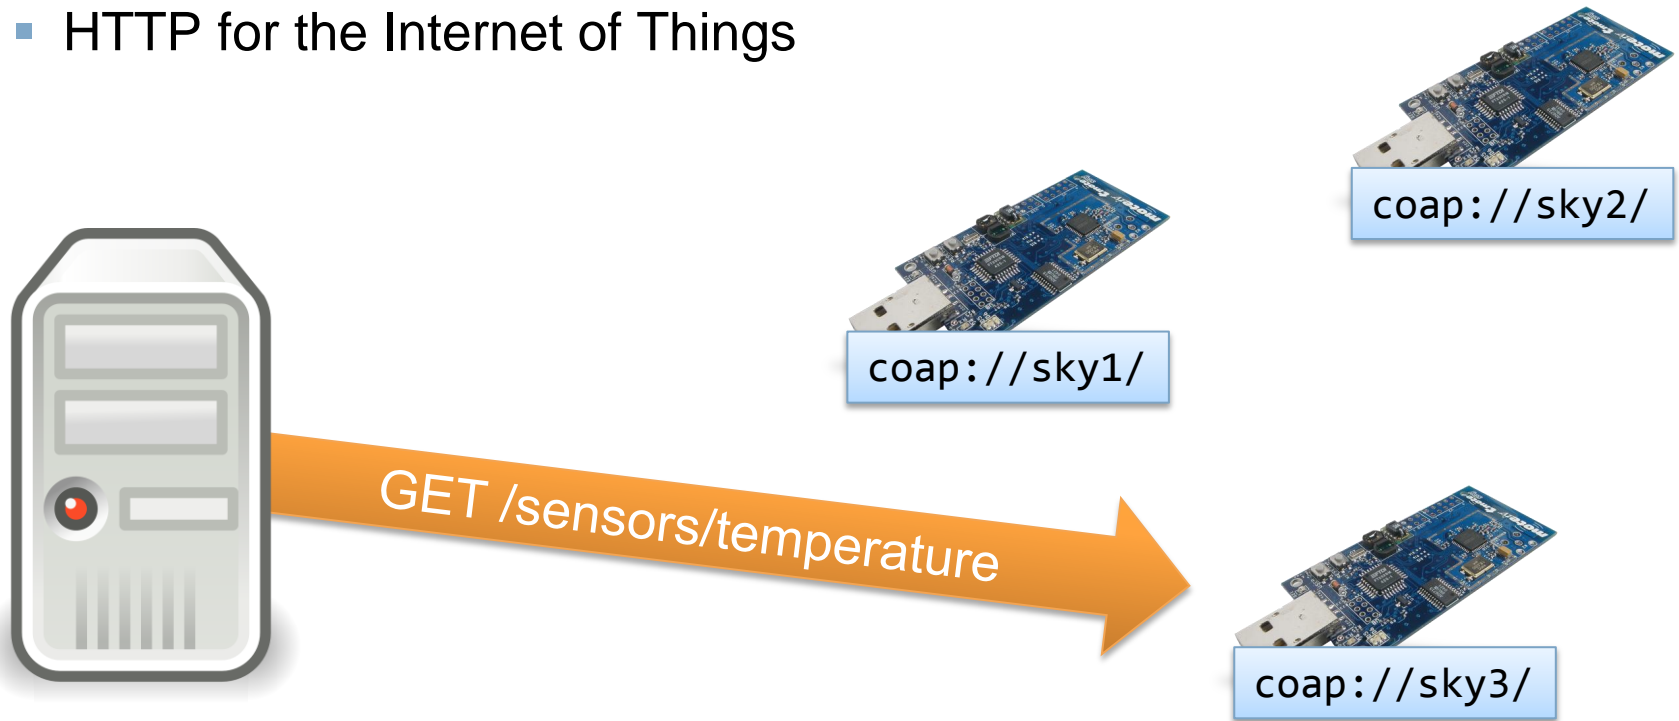 HTTP for the Internet of Things
coap://sky2/
coap://sky1/
GET /sensors/temperature
coap://sky3/